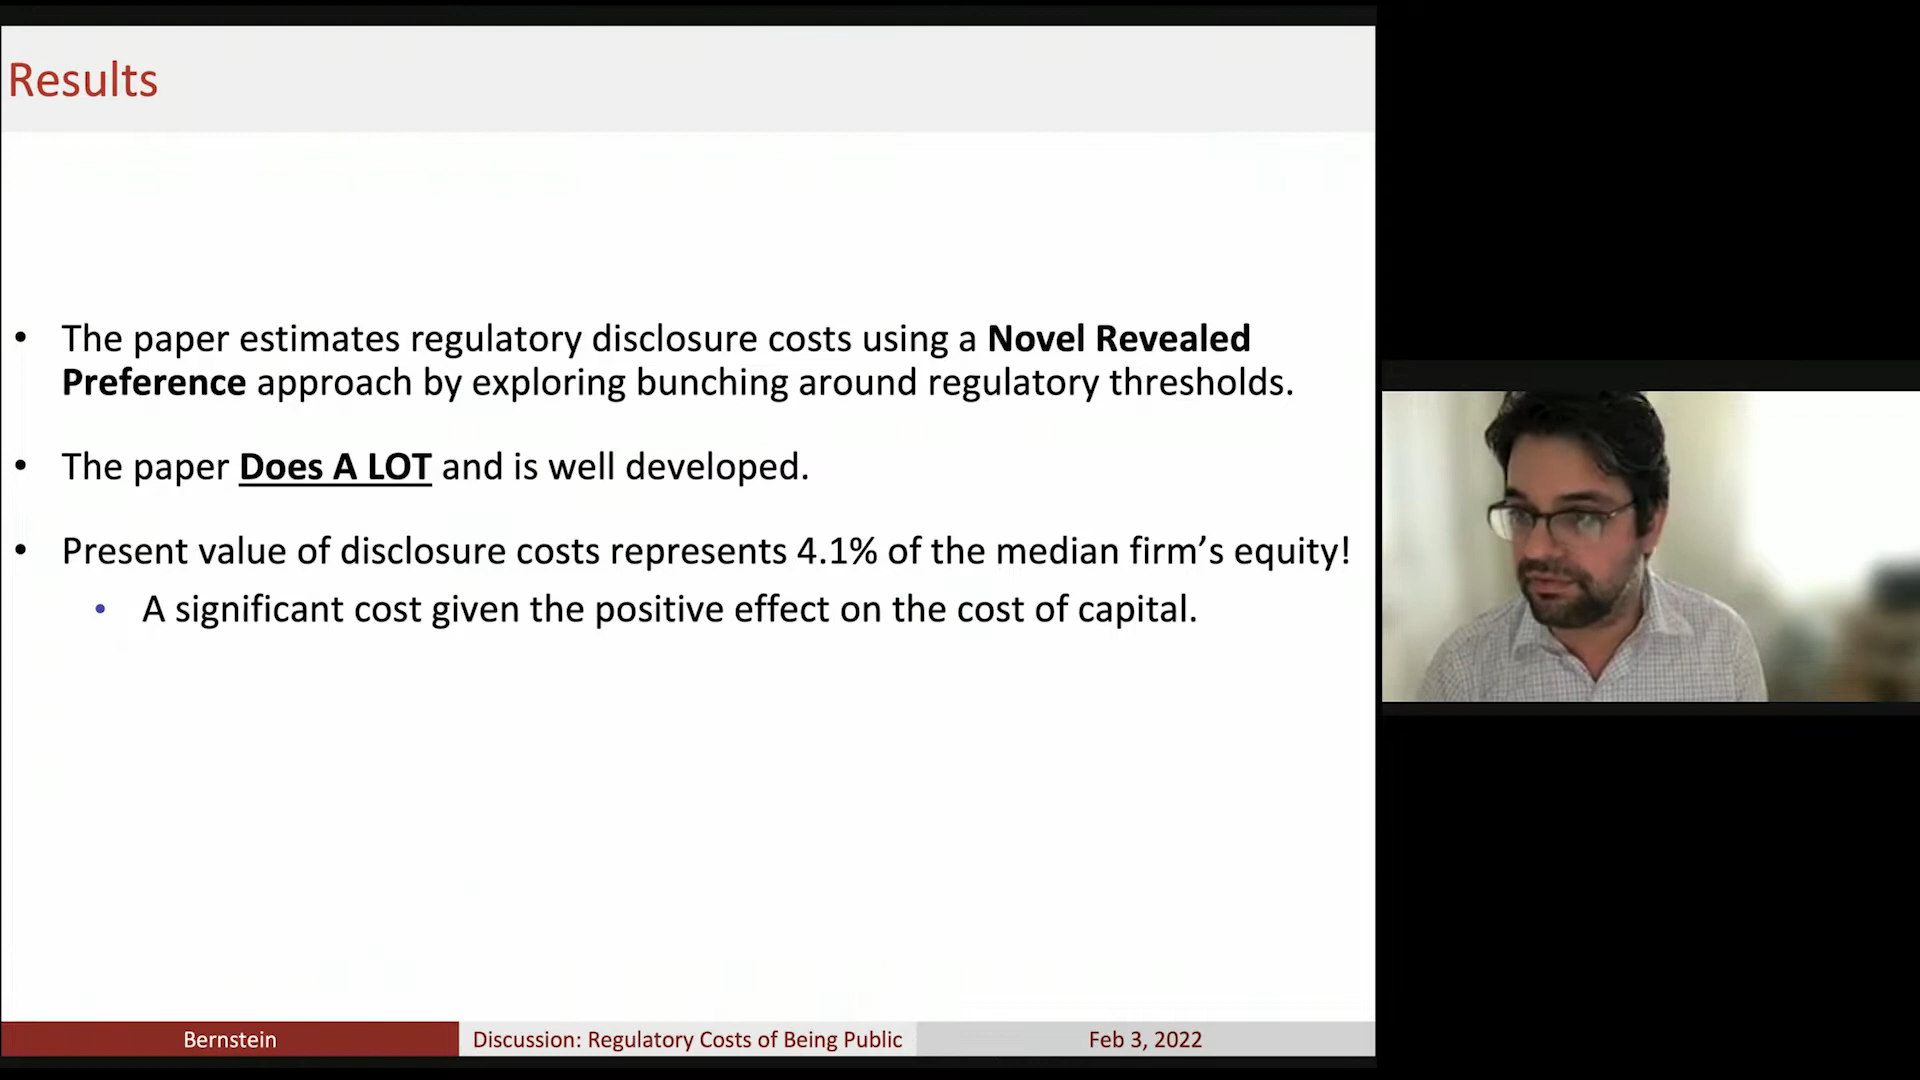 Results
• The paper estimates regulatory disclosure costs using a Novel Revealed
Preference approach by exploring bunching around regulatory thresholds.
• The paper Does A LOT and is well developed.
• Present value of disclosure costs represents 4.1% of the median firm’s equity!
• A significant cost given the positive effect on the cost of capital.
Bernstein
Discussion: Regulatory Costs of Being Public
Feb 3, 2022